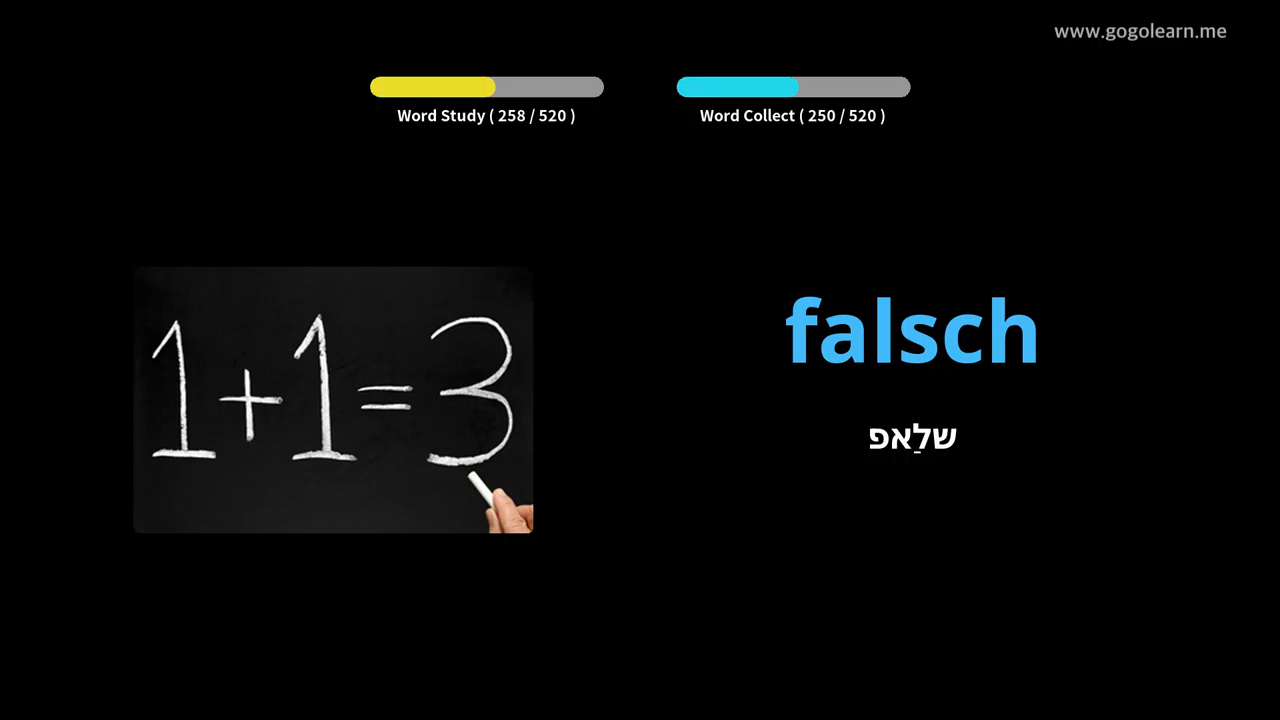 www.gogolearn.me
Word Study ( 258 / 520 )
Word Collect ( 250 / 520 )
1+1=3
falsch
שלַאפ